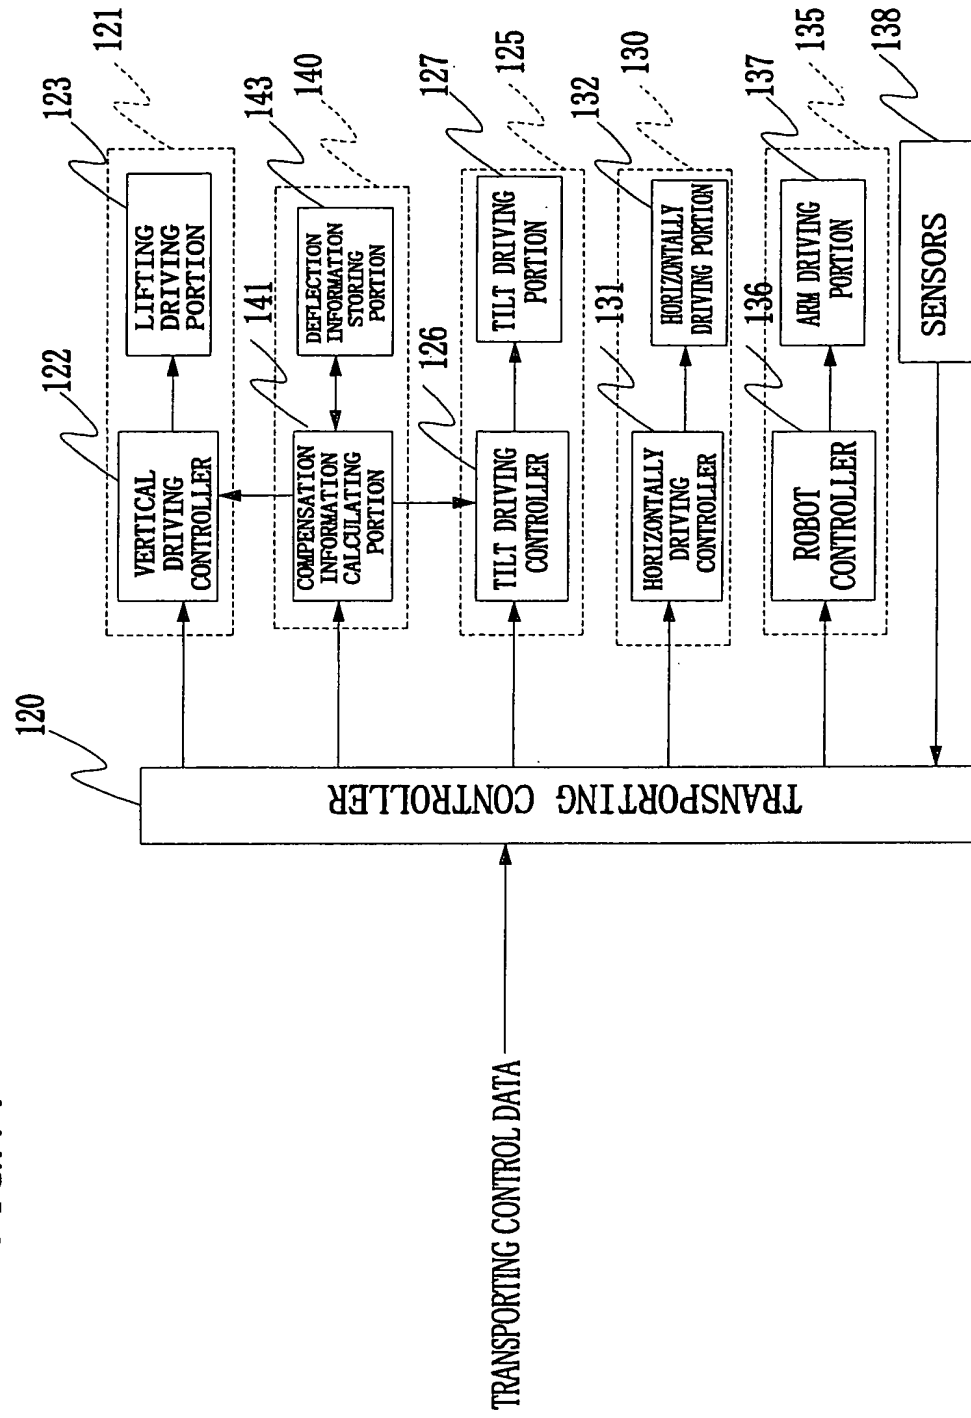 TRANSPORTING CONTROL DATA
120
TRANSPORTING CONTROLLER
121
122
VERTICAL
DRIVING
CONTROLLER
123
LIFTING
DRIVING
PORTION
140
141
COMPENSATION
INFORMATION
CALCULATING
PORTION
143
DEFLECTION
INFORMATION
STORING
PORTION
125
126
TILT DRIVING
CONTROLLER
127
TILT DRIVING
PORTION
130
131
HORIZONTALLY
DRIVING
CONTROLLER
132
HORIZONTALLY
DRIVING PORTION
135
136
ROBOT
CONTROLLER
137
ARM DRIVING
PORTION
138
SENSORS